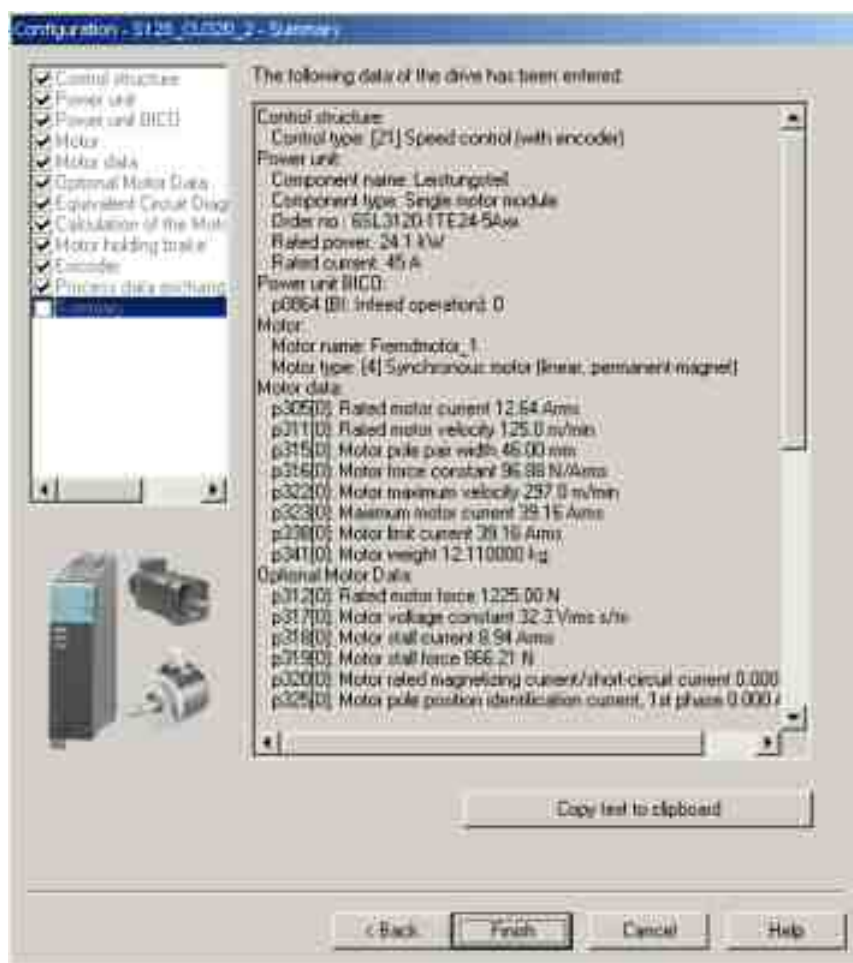 Configuration - S120_CU320_2 - Summary
Control structure
Power unit
Power unit BICO
Motor
Motor data
Optional Motor Data
Equivalent Circuit Diagr
Calculation of the Moto
Motor holding brake
Encoder
Process data exchang
Summary
The following data of the drive has been entered:
Control structure:
Control type: [21] Speed control (with encoder)
Power unit:
Component name: Leistungsteil
Component type: Single motor module
Order no.: 6SL3120-1TE24-5Axx
Rated power: 24.1 kW
Rated current: 45 A
Power unit BICO:
p0864 (BI: Infeed operation): 0
Motor:
Motor name: Fremdmotor_1
Motor type: [4] Synchronous motor (linear, permanent magnet)
Motor data:
p305[0]: Rated motor current 12.64 Arms
p311[0]: Rated motor velocity 125.0 m/min
p315[0]: Motor pole pair width 46.00 mm
p316[0]: Motor force constant 96.88 N/Arms
p322[0]: Motor maximum velocity 297.0 m/min
p323[0]: Maximum motor current 39.16 Arms
p338[0]: Motor limit current 39.16 Arms
p341[0]: Motor weight 12.110000 kg
Optional Motor Data:
p312[0]: Rated motor force 1225.00 N
p317[0]: Motor voltage constant 32.3 Vrms s/m
p318[0]: Motor stall current 8.94 Arms
p319[0]: Motor stall force 866.21 N
p320[0]: Motor rated magnetizing current/short-circuit current 0.000
p325[0]: Motor pole position identification current, 1st phase 0.000
Copy text to clipboard
< Back
Finish
Cancel
Help